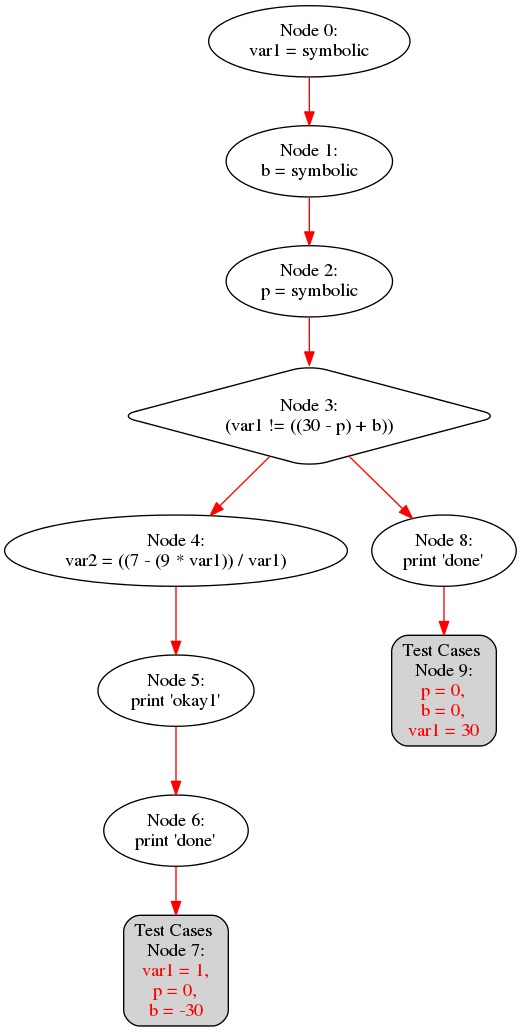 Node 0:
var1 = symbolic
Node 1:
b = symbolic
Node 2:
p = symbolic
Node 3:
(var1 != ((30 - p) + b))
Node 4:
var2 = ((7 - (9 * var1)) / var1)
Node 5:
print 'okay1'
Node 6:
print 'done'
Test Cases
Node 7:
var1 = 1,
p = 0,
b = -30
Node 8:
print 'done'
Test Cases
Node 9:
p = 0,
b = 0,
var1 = 30